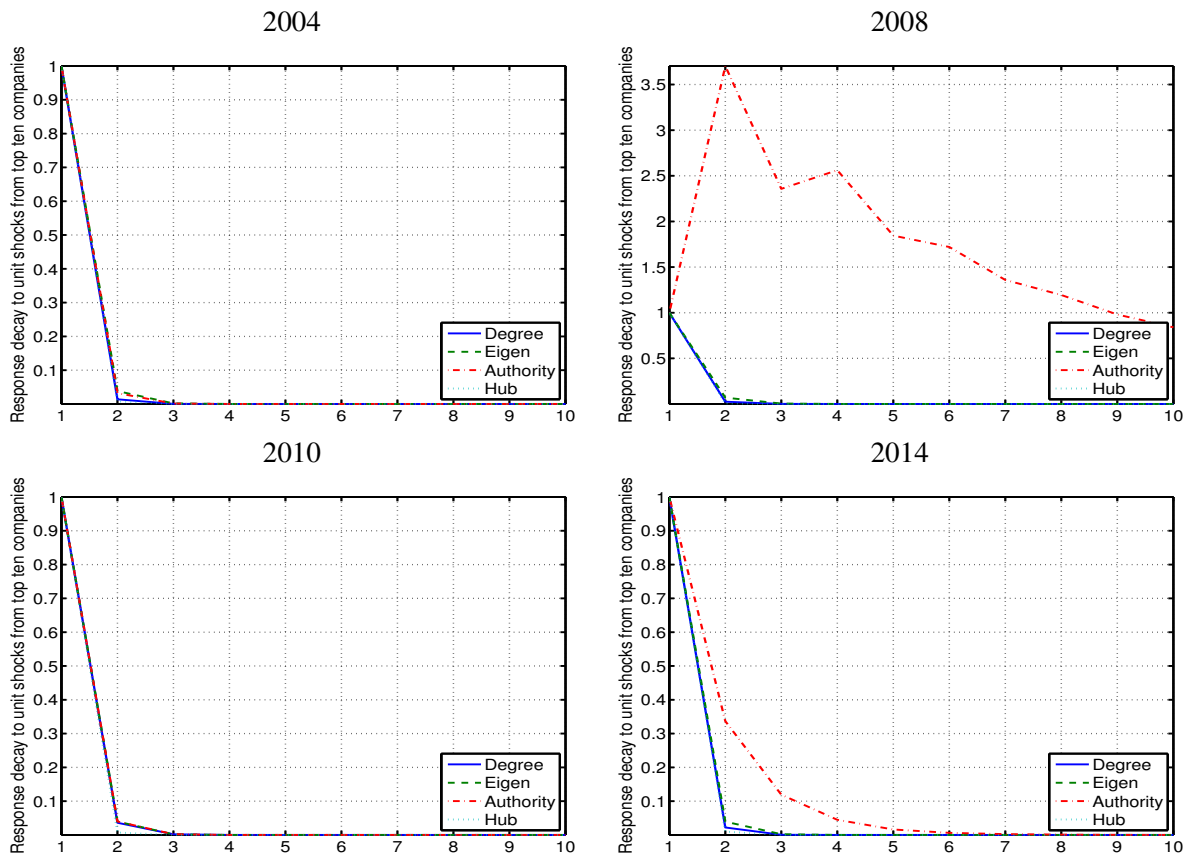 2004
Response decay to unit shocks from top ten companies
1
0.9
0.8
0.7
0.6
0.5
0.4
0.3
0.2
0.1
1 2 3 4 5 6 7 8 9 10
Degree
Eigen
Authority
Hub
2008
Response decay to unit shocks from top ten companies
3.5
3
2.5
2
1.5
1
0.5
1 2 3 4 5 6 7 8 9 10
Degree
Eigen
Authority
Hub
2010
Response decay to unit shocks from top ten companies
1
0.9
0.8
0.7
0.6
0.5
0.4
0.3
0.2
0.1
1 2 3 4 5 6 7 8 9 10
Degree
Eigen
Authority
Hub
2014
Response decay to unit shocks from top ten companies
1
0.9
0.8
0.7
0.6
0.5
0.4
0.3
0.2
0.1
1 2 3 4 5 6 7 8 9 10
Degree
Eigen
Authority
Hub